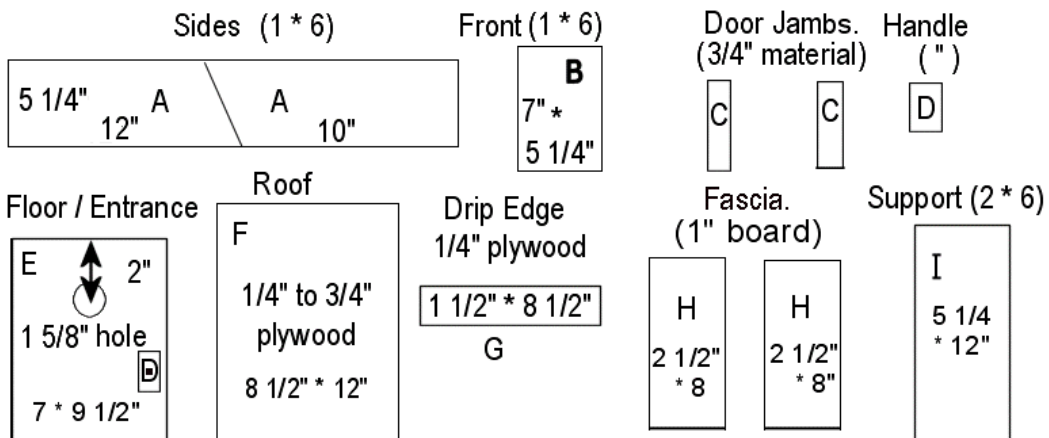 Sides (1 * 6)
5 1/4"
A
12"
A
10"
Front (1 * 6)
B
7" *
5 1/4"
Door Jambs.
(3/4" material)
C
C
Handle
( " )
D
Floor / Entrance
E
2"
1 5/8" hole
D
7 * 9 1/2"
Roof
F
1/4" to 3/4"
plywood
8 1/2" * 12"
Drip Edge
1/4" plywood
1 1/2" * 8 1/2"
G
Fascia.
(1" board)
H
2 1/2"
* 8
H
2 1/2"
* 8"
Support (2 * 6)
I
5 1/4
* 12"